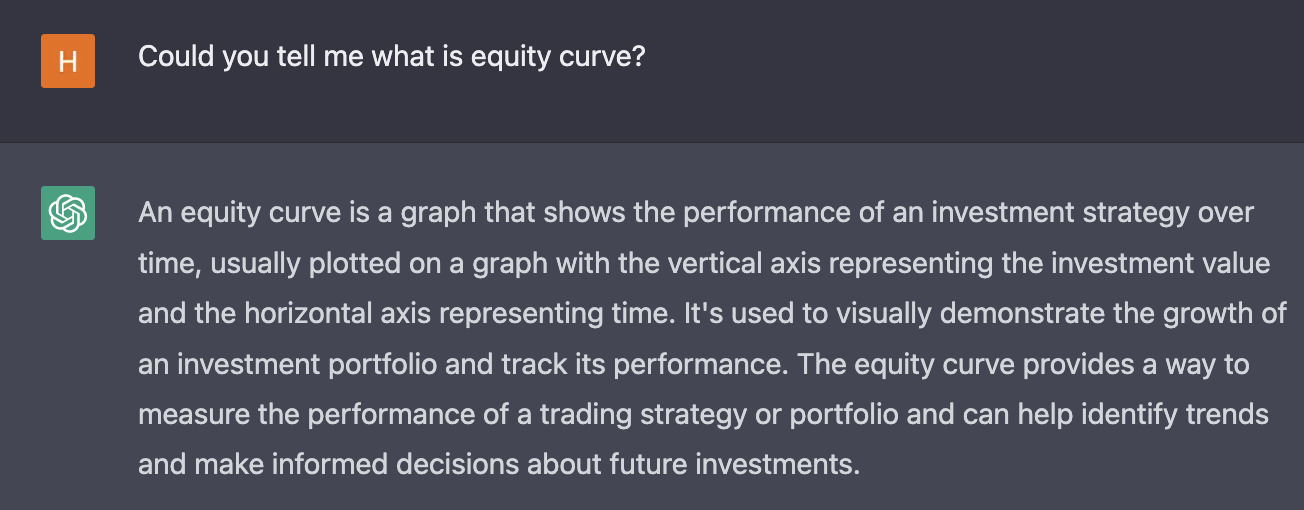 H
Could you tell me what is equity curve?
An equity curve is a graph that shows the performance of an investment strategy over
time, usually plotted on a graph with the vertical axis representing the investment value
and the horizontal axis representing time. It's used to visually demonstrate the growth of
an investment portfolio and track its performance. The equity curve provides a way to
measure the performance of a trading strategy or portfolio and can help identify trends
and make informed decisions about future investments.